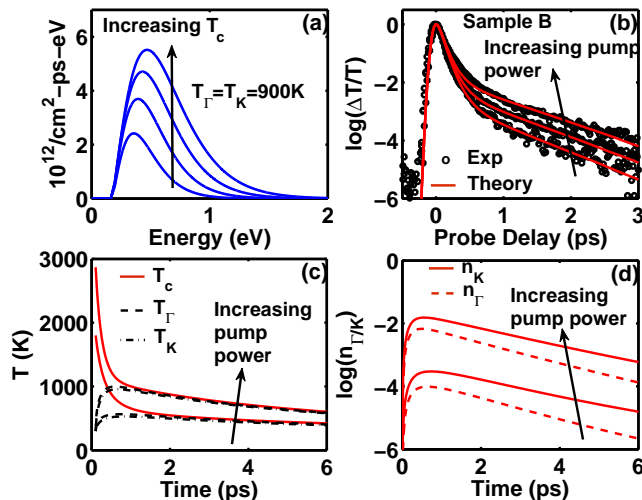 (a)
Increasing T_c
T_Γ=T_K=900K
10^12/cm^2−ps−eV
6
4
2
0
0 1 2
Energy (eV)
(b)
Sample B
Increasing pump
power
Exp
Theory
log(ΔT/T)
0
−2
−4
−6
0 1 2 3
Probe Delay (ps)
(c)
T_c
T_Γ
T_K
Increasing
pump
power
T (K)
3000
2000
1000
0
0 2 4 6
Time (ps)
(d)
n_K
n_Γ
Increasing
pump power
log(n_Γ/K)
0
−2
−4
−6
0 2 4 6
Time (ps)